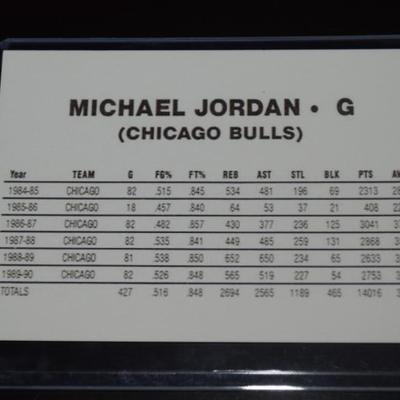 MICHAEL JORDAN • G
(CHICAGO BULLS)
Year TEAM G FG% FT% REB AST STL BLK PTS
1984-85 CHICAGO 82 .515 .845 534 481 196 69 2313
1985-86 CHICAGO 18 .457 .840 64 53 37 21 408
1986-87 CHICAGO 82 .482 .857 430 377 236 125 3041
1987-88 CHICAGO 82 .535 .841 449 485 259 131 2868
1988-89 CHICAGO 81 .538 .850 652 650 234 65 2633
1989-90 CHICAGO 82 .526 .848 565 519 227 54 2753
TOTALS 427 .516 .848 2694 2565 1189 465 14016